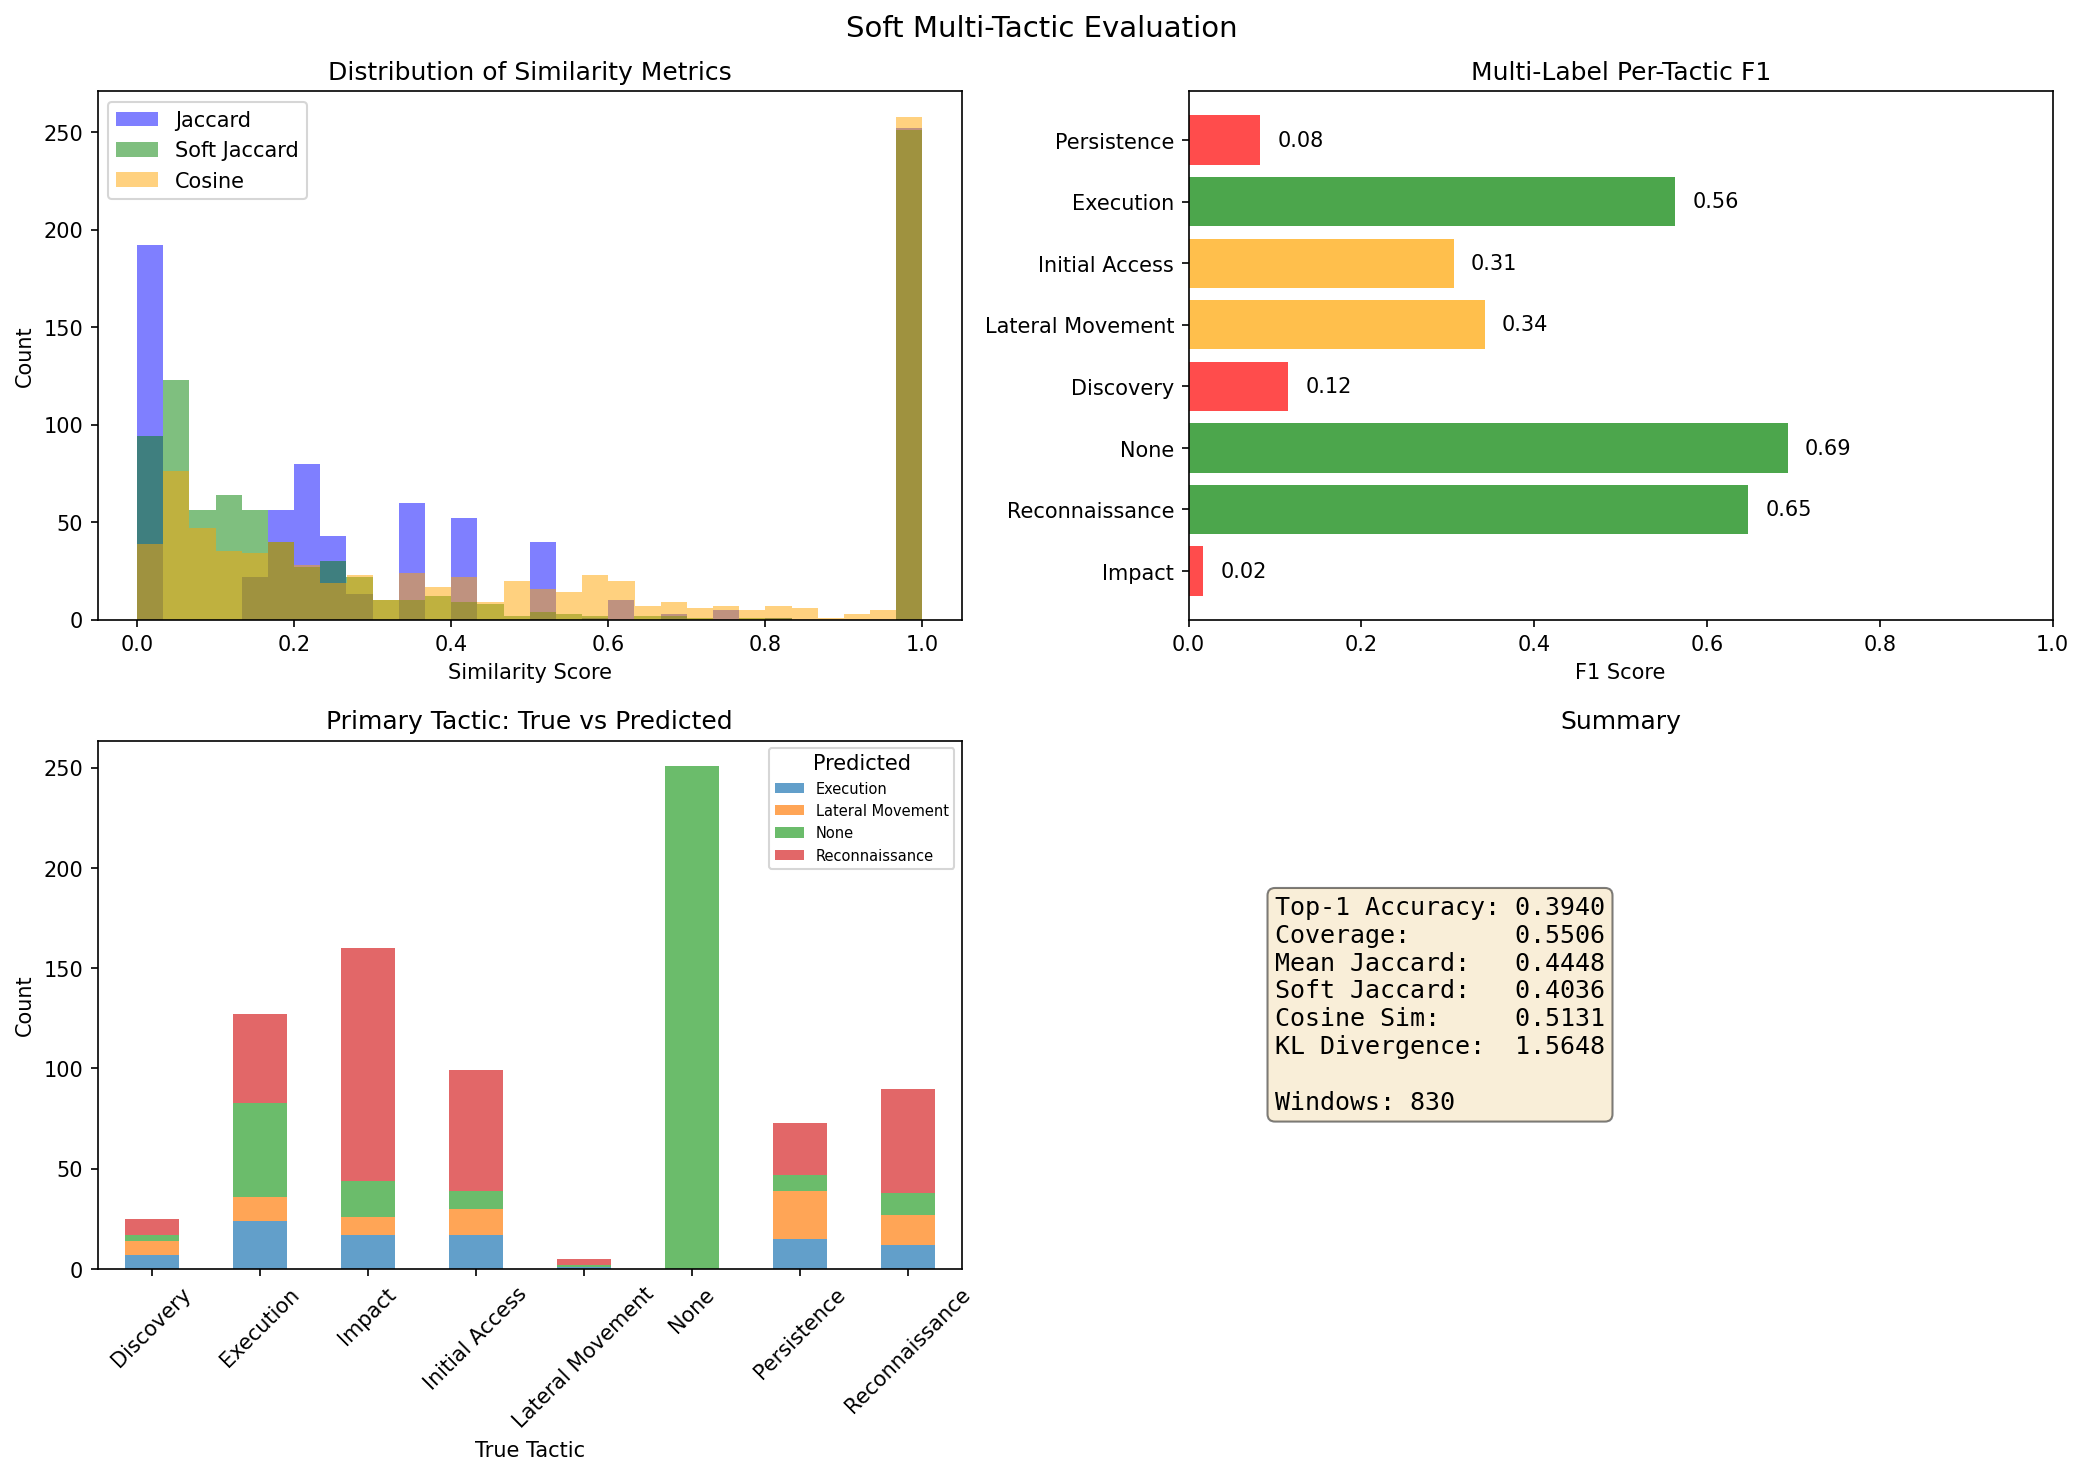 Soft Multi-Tactic Evaluation
Distribution of Similarity Metrics
Jaccard
Soft Jaccard
Cosine
Count
250
200
150
100
50
0
0.0 0.2 0.4 0.6 0.8 1.0
Similarity Score
Multi-Label Per-Tactic F1
Persistence 0.08
Execution 0.56
Initial Access 0.31
Lateral Movement 0.34
Discovery 0.12
None 0.69
Reconnaissance 0.65
Impact 0.02
0.0 0.2 0.4 0.6 0.8 1.0
F1 Score
Primary Tactic: True vs Predicted
Predicted
Execution
Lateral Movement
None
Reconnaissance
Count
250
200
150
100
50
0
Discovery
Execution
Impact
Initial Access
Lateral Movement
None
Persistence
Reconnaissance
True Tactic
Summary
Top-1 Accuracy: 0.3940
Coverage: 0.5506
Mean Jaccard: 0.4448
Soft Jaccard: 0.4036
Cosine Sim: 0.5131
KL Divergence: 1.5648
Windows: 830